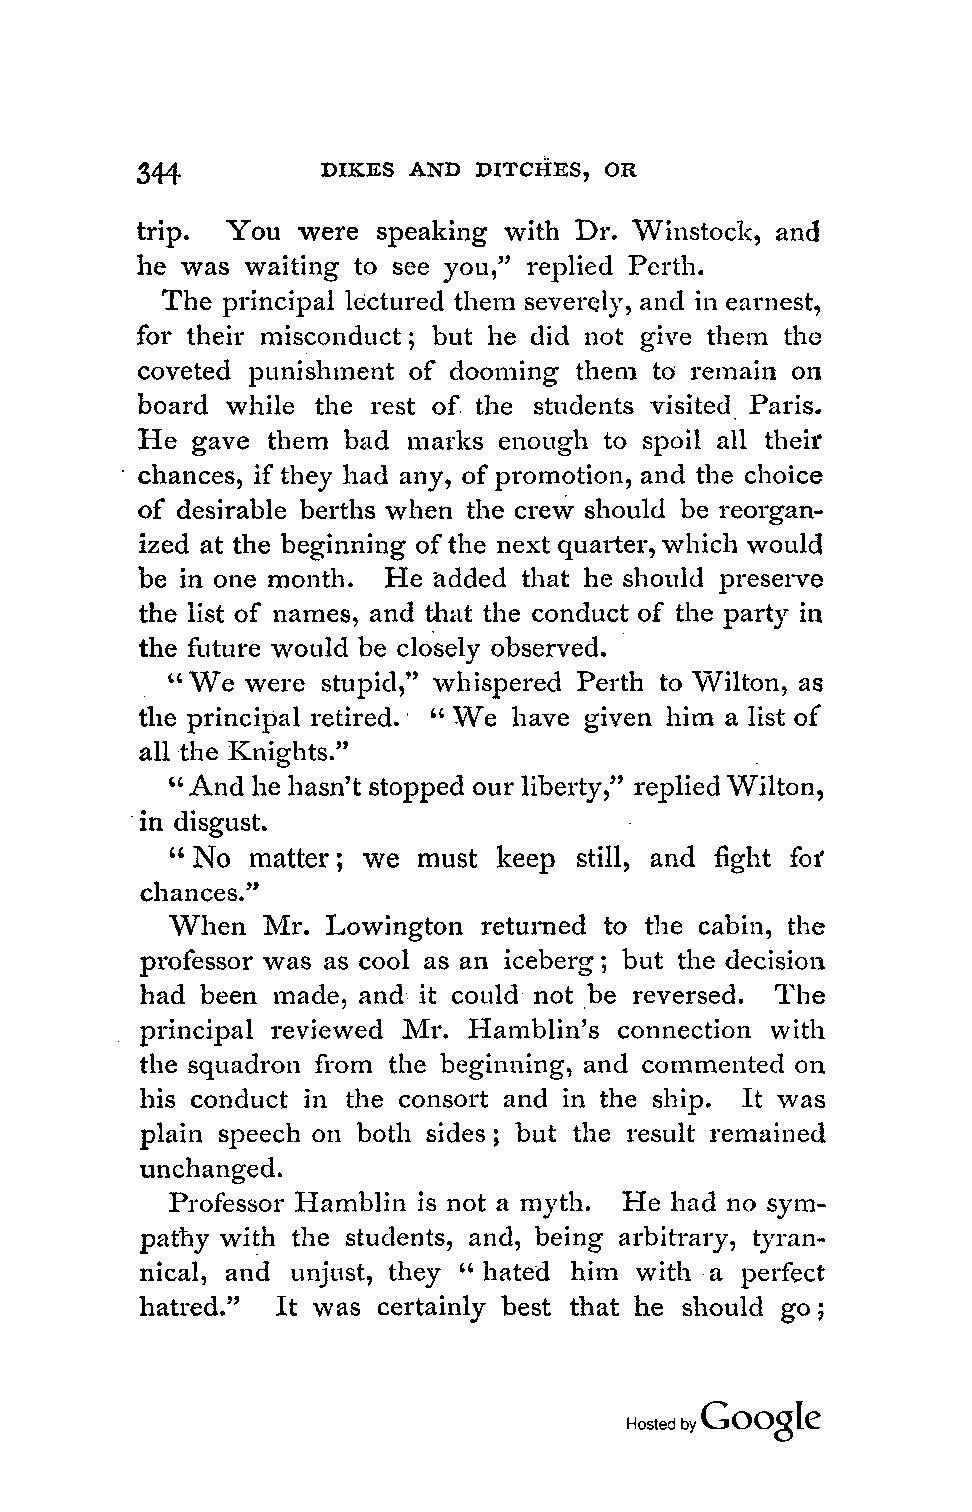 344 DIKES AND DITCHES, OR
trip. You were speaking with Dr. Winstock, and
he was waiting to see you,” replied Perth.
The principal lectured them severely, and in earnest,
for their misconduct; but he did not give them the
coveted punishment of dooming them to remain on
board while the rest of the students visited Paris.
He gave them bad marks enough to spoil all their
chances, if they had any, of promotion, and the choice
of desirable berths when the crew should be reorgan-
ized at the beginning of the next quarter, which would
be in one month. He added that he should preserve
the list of names, and that the conduct of the party in
the future would be closely observed.
“We were stupid,” whispered Perth to Wilton, as
the principal retired. “We have given him a list of
all the Knights.”
“And he hasn’t stopped our liberty,” replied Wilton,
in disgust.
“No matter; we must keep still, and fight for
chances.”
When Mr. Lowington returned to the cabin, the
professor was as cool as an iceberg; but the decision
had been made, and it could not be reversed. The
principal reviewed Mr. Hamblin’s connection with
the squadron from the beginning, and commented on
his conduct in the consort and in the ship. It was
plain speech on both sides; but the result remained
unchanged.
Professor Hamblin is not a myth. He had no sym-
pathy with the students, and, being arbitrary, tyran-
nical, and unjust, they “hated him with a perfect
hatred.” It was certainly best that he should go;
Hosted by Google